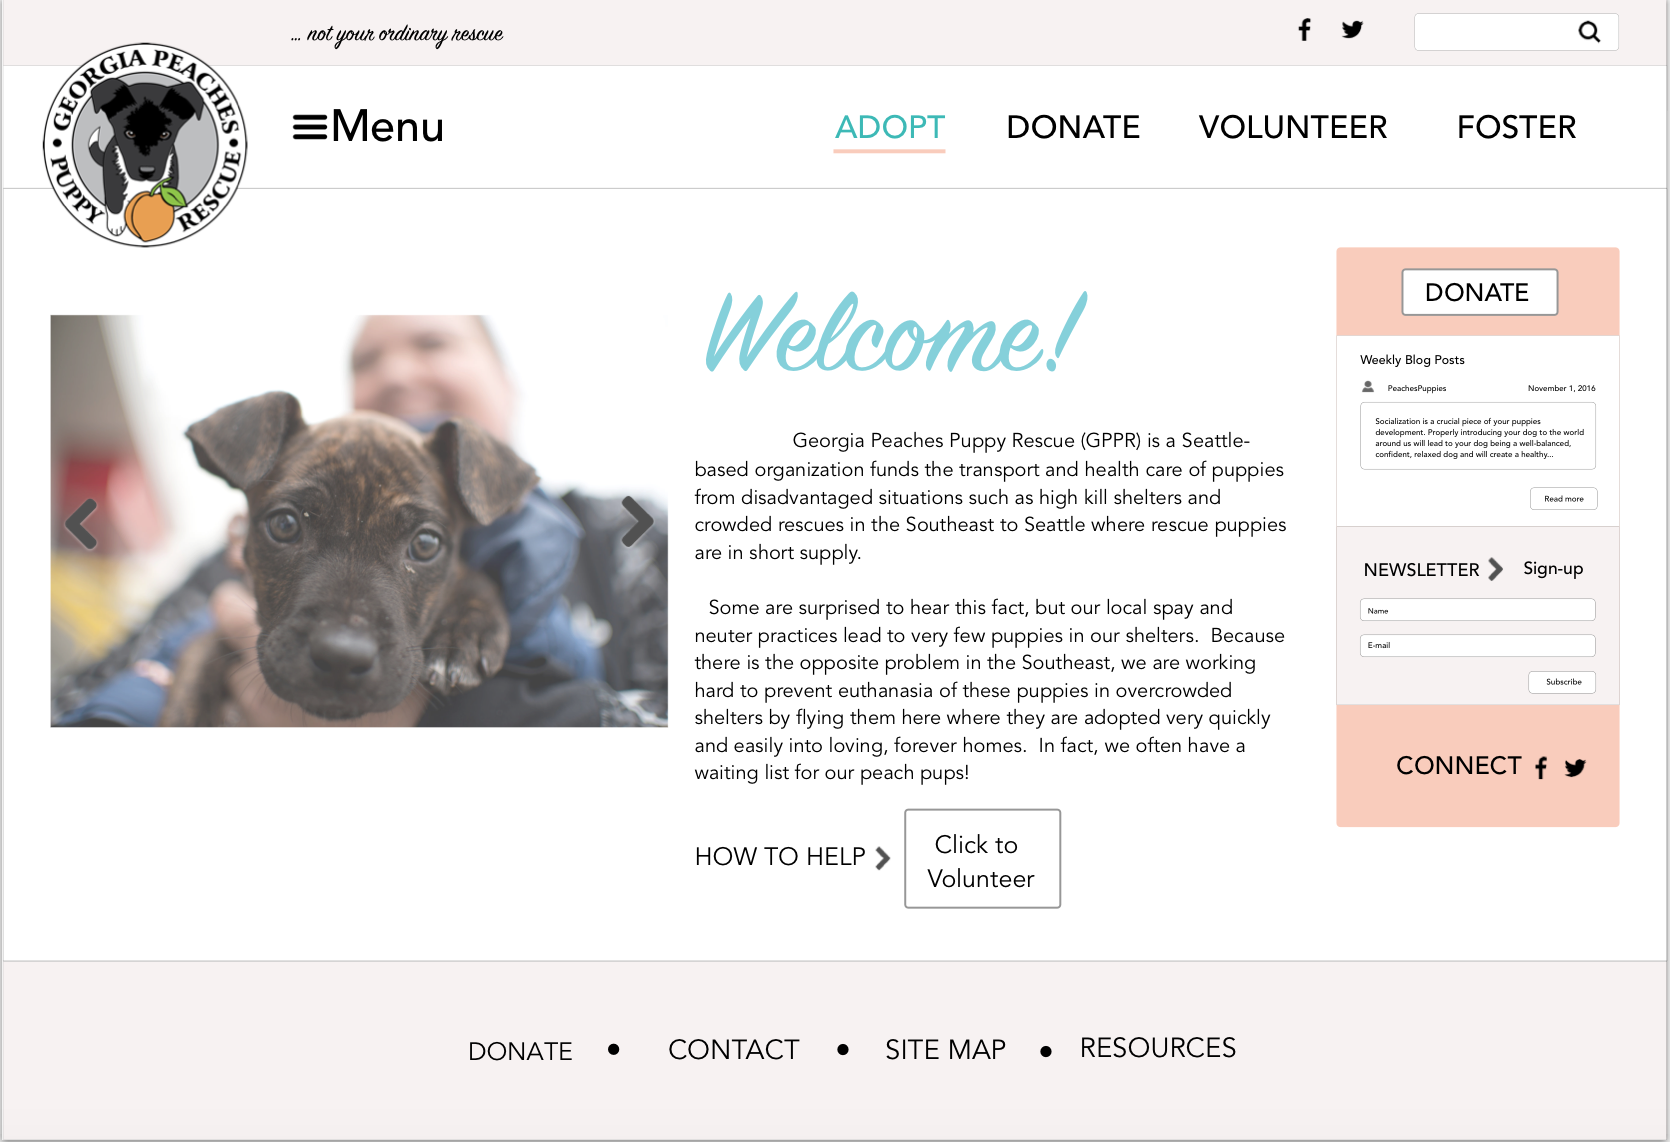 ... not your ordinary rescue
GEORGIA PEACHES
PUPPY RESCUE
Menu
ADOPT
DONATE
VOLUNTEER
FOSTER
Welcome!
Georgia Peaches Puppy Rescue (GPPR) is a Seattle-
based organization funds the transport and health care of puppies
from disadvantaged situations such as high kill shelters and
crowded rescues in the Southeast to Seattle where rescue puppies
are in short supply.
Some are surprised to hear this fact, but our local spay and
neuter practices lead to very few puppies in our shelters.  Because
there is the opposite problem in the Southeast, we are working
hard to prevent euthanasia of these puppies in overcrowded
shelters by flying them here where they are adopted very quickly
and easily into loving, forever homes.  In fact, we often have a
waiting list for our peach pups!
HOW TO HELP
Click to
Volunteer
DONATE
Weekly Blog Posts
PeachesPuppies
November 1, 2016
Socialization is a crucial piece of your puppies
development. Properly introducing your dog to the world
around us will lead to your dog being a well-balanced,
confident, relaxed dog and will create a healthy...
Read more
NEWSLETTER
Sign-up
Name
E-mail
Subscribe
CONNECT
DONATE • CONTACT • SITE MAP • RESOURCES